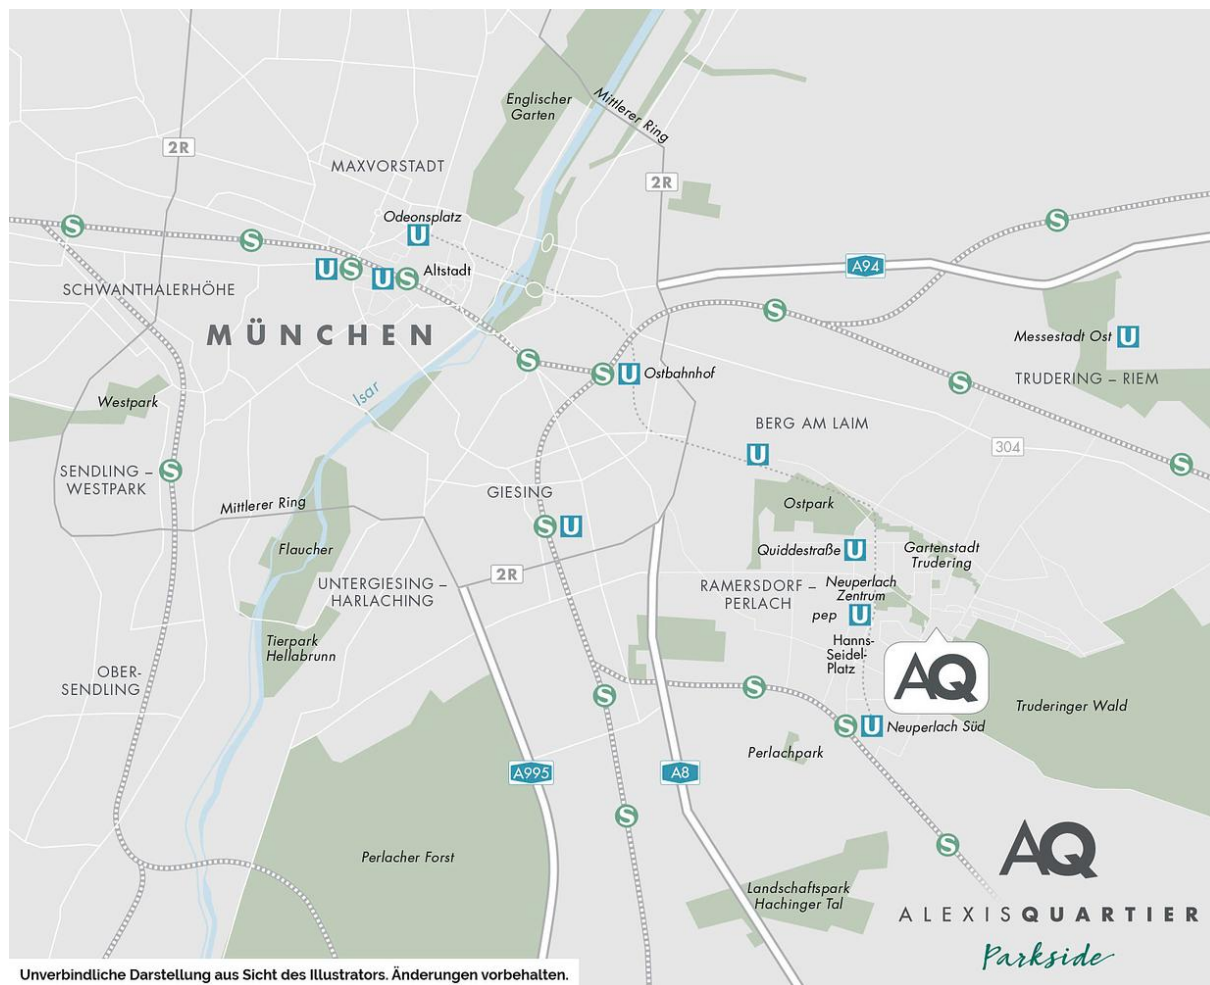 Englischer
Garten
Mittlerer Ring
2R
MAXVORSTADT
2R
Odeonsplatz
S
U
S
S
U
S
U
S
Altstadt
A94
SCHWANTHALERHÖHE
MÜNCHEN
S
Messestadt Ost
U
S
S
U
Ostbahnhof
TRUDERING – RIEM
S
Isar
Westpark
BERG AM LAIM
U
304
S
SENDLING –
WESTPARK
S
GIESING
S
U
Mittlerer Ring
Ostpark
Flaucher
Quiddestraße
U
Gartenstadt
Trudering
2R
UNTERGIESING –
HARLACHING
RAMERSDORF –
PERLACH
Neuperlach
Zentrum
pep
U
Hanns-
Seidel-
Platz
Tierpark
Hellabrunn
OBER-
SENDLING
AQ
S
S
Truderinger Wald
S
U
Neuperlach Süd
Perlachpark
A995
A8
S
S
Perlacher Forst
AQ
Landschaftspark
Hachinger Tal
ALEXISQUARTIER
Parkside
Unverbindliche Darstellung aus Sicht des Illustrators. Änderungen vorbehalten.